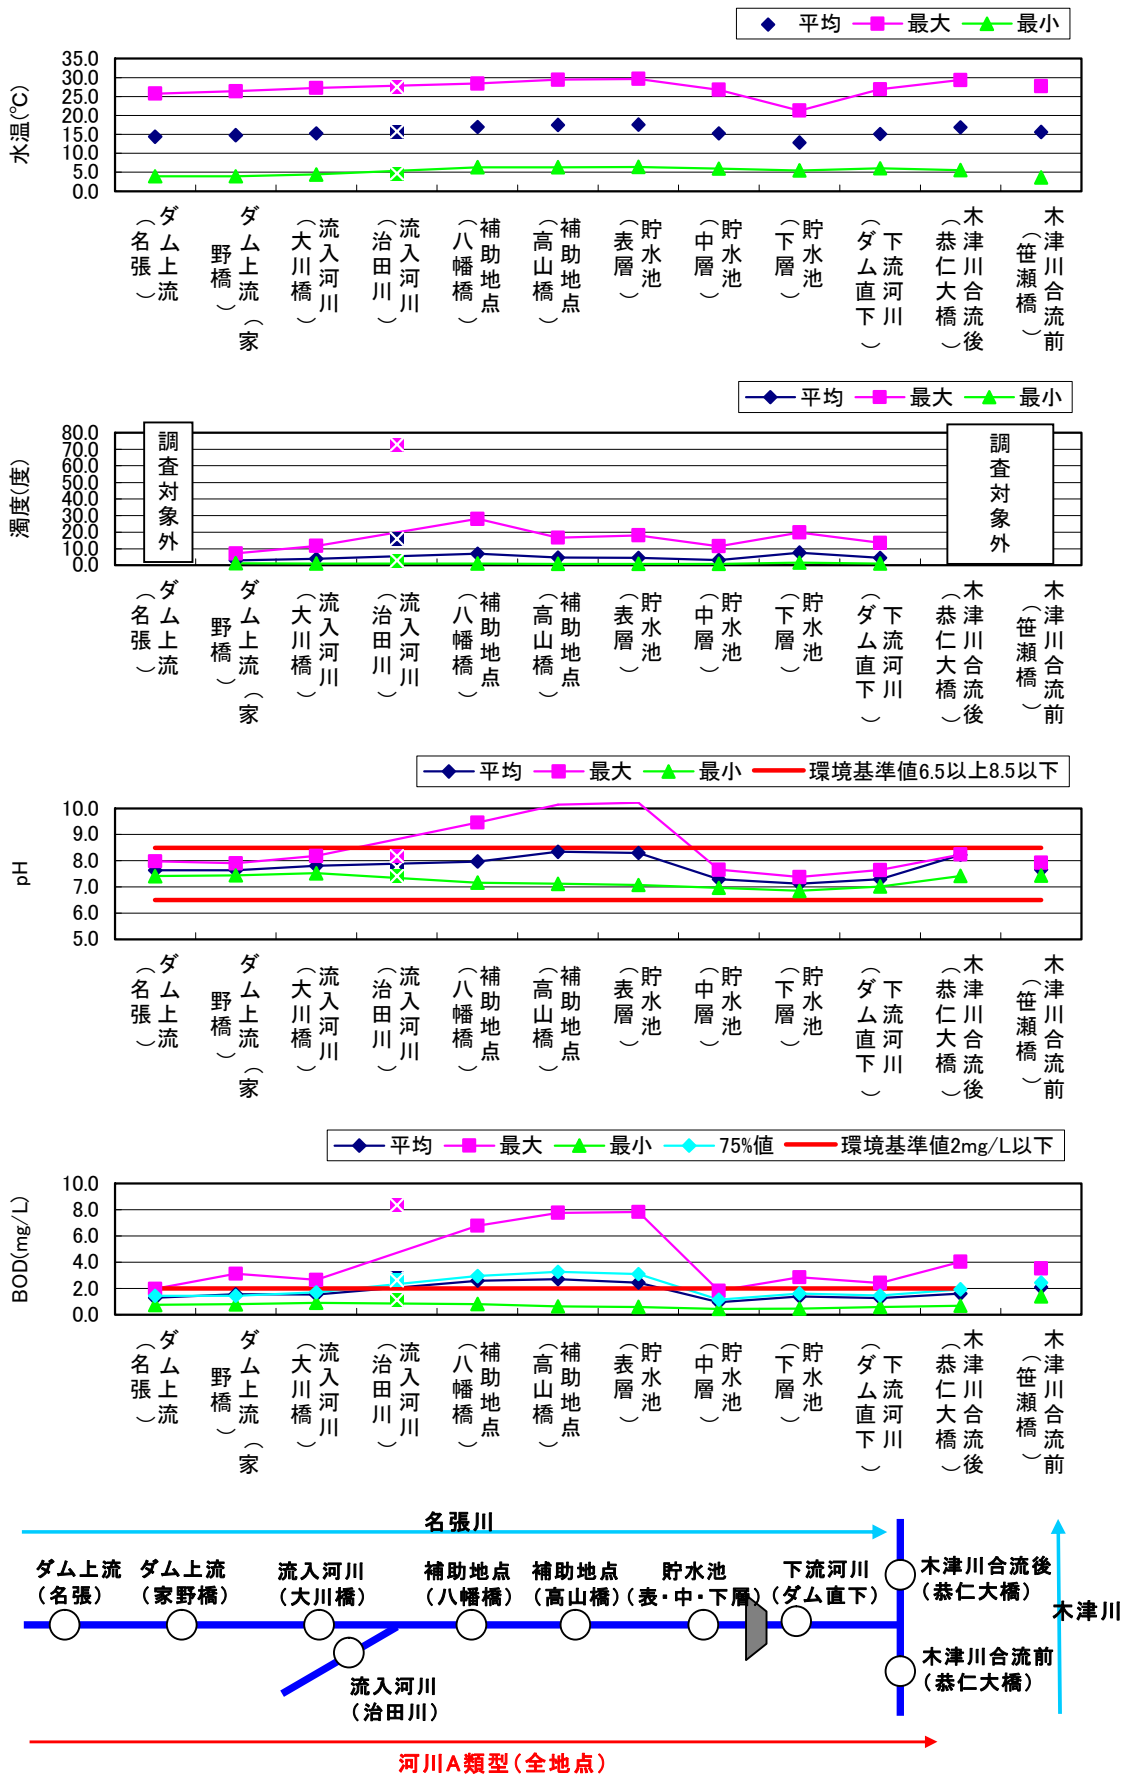 平均 最大 最小
水温(℃)
35.0
30.0
25.0
20.0
15.0
10.0
5.0
0.0
ダム上流（名張）
ダム上流（家野橋）
流入河川（大川橋）
流入河川（治田川）
補助地点（八幡橋）
補助地点（高山橋）
貯水池（表層）
貯水池（中層）
貯水池（下層）
下流河川（ダム直下）
木津川合流後（恭仁大橋）
木津川合流前（笹瀬橋）
平均 最大 最小
濁度(度)
80.0
70.0
60.0
50.0
40.0
30.0
20.0
10.0
0.0
調査対象外
調査対象外
ダム上流（名張）
ダム上流（家野橋）
流入河川（大川橋）
流入河川（治田川）
補助地点（八幡橋）
補助地点（高山橋）
貯水池（表層）
貯水池（中層）
貯水池（下層）
下流河川（ダム直下）
木津川合流後（恭仁大橋）
木津川合流前（笹瀬橋）
平均 最大 最小 環境基準値6.5以上8.5以下
pH
10.0
9.0
8.0
7.0
6.0
5.0
ダム上流（名張）
ダム上流（家野橋）
流入河川（大川橋）
流入河川（治田川）
補助地点（八幡橋）
補助地点（高山橋）
貯水池（表層）
貯水池（中層）
貯水池（下層）
下流河川（ダム直下）
木津川合流後（恭仁大橋）
木津川合流前（笹瀬橋）
平均 最大 最小 75%値 環境基準値2mg/L以下
BOD(mg/L)
10.0
8.0
6.0
4.0
2.0
0.0
ダム上流（名張）
ダム上流（家野橋）
流入河川（大川橋）
流入河川（治田川）
補助地点（八幡橋）
補助地点（高山橋）
貯水池（表層）
貯水池（中層）
貯水池（下層）
下流河川（ダム直下）
木津川合流後（恭仁大橋）
木津川合流前（笹瀬橋）
名張川
ダム上流
（名張）
ダム上流
（家野橋）
流入河川
（大川橋）
補助地点
（八幡橋）
補助地点
（高山橋）
貯水池
（表・中・下層）
下流河川
（ダム直下）
木津川合流後
（恭仁大橋）
木津川
流入河川
（治田川）
木津川合流前
（恭仁大橋）
河川A類型（全地点）